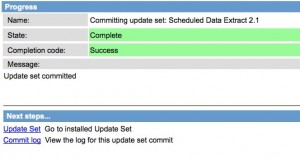 Progress
Name: Committing update set: Scheduled Data Extract 2.1
State: Complete
Completion code: Success
Message:
Update set committed
Next steps...
Update Set Go to installed Update Set
Commit log View the log for this update set commit